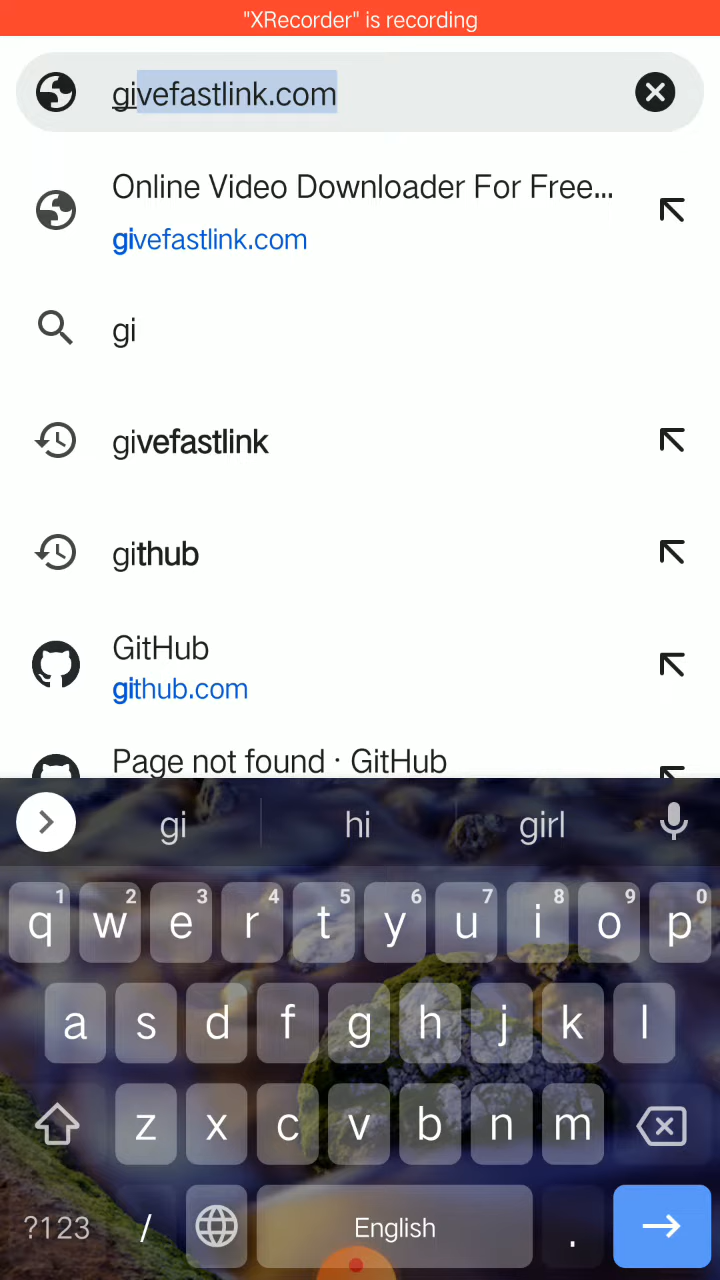 "XRecorder" is recording
givefastlink.com
Online Video Downloader For Free...
givefastlink.com
gi
givefastlink
github
GitHub
github.com
Page not found · GitHub
gi hi girl
1 2 3 4 5 6 7 8 9 0
q w e r t y u i o p
a s d f g h j k l
z x c v b n m
?123 / English .